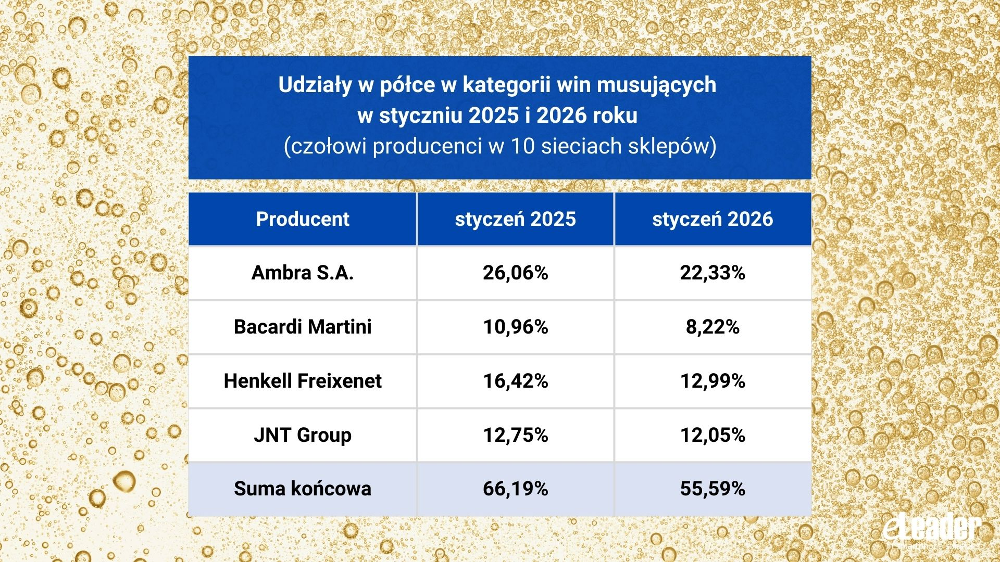 Udziały w półce w kategorii win musujących
w styczniu 2025 i 2026 roku
(czołowi producenci w 10 sieciach sklepów)
Producent styczeń 2025 styczeń 2026
Ambra S.A. 26,06% 22,33%
Bacardi Martini 10,96% 8,22%
Henkell Freixenet 16,42% 12,99%
JNT Group 12,75% 12,05%
Suma końcowa 66,19% 55,59%
eLeader